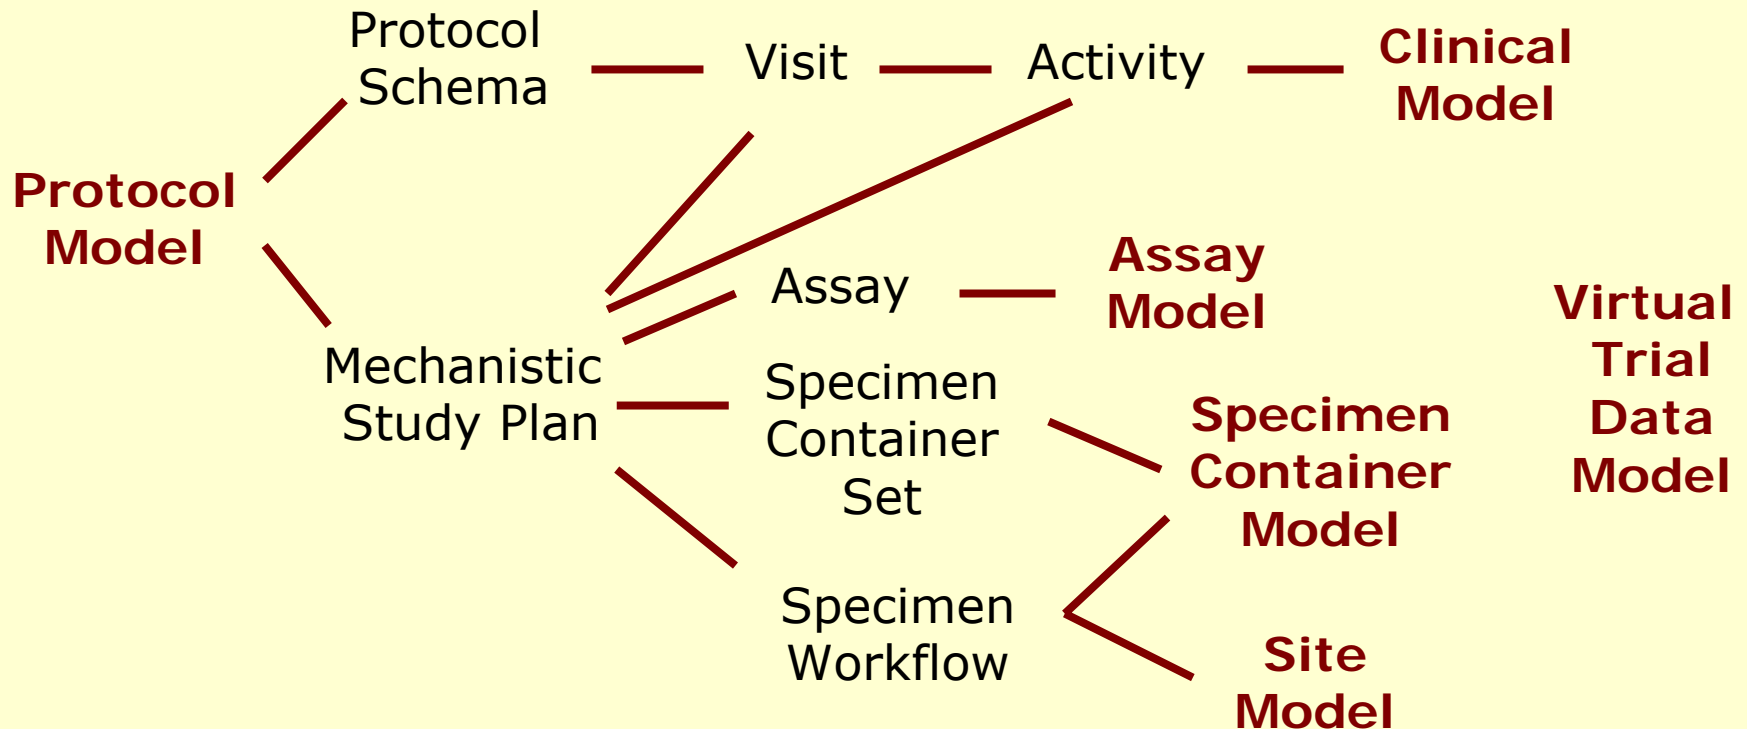 Protocol
Schema
Visit
Activity
Clinical
Model
Protocol
Model
Mechanistic
Study Plan
Assay
Assay
Model
Specimen
Container
Set
Specimen
Container
Model
Virtual
Trial
Data
Model
Specimen
Workflow
Site
Model